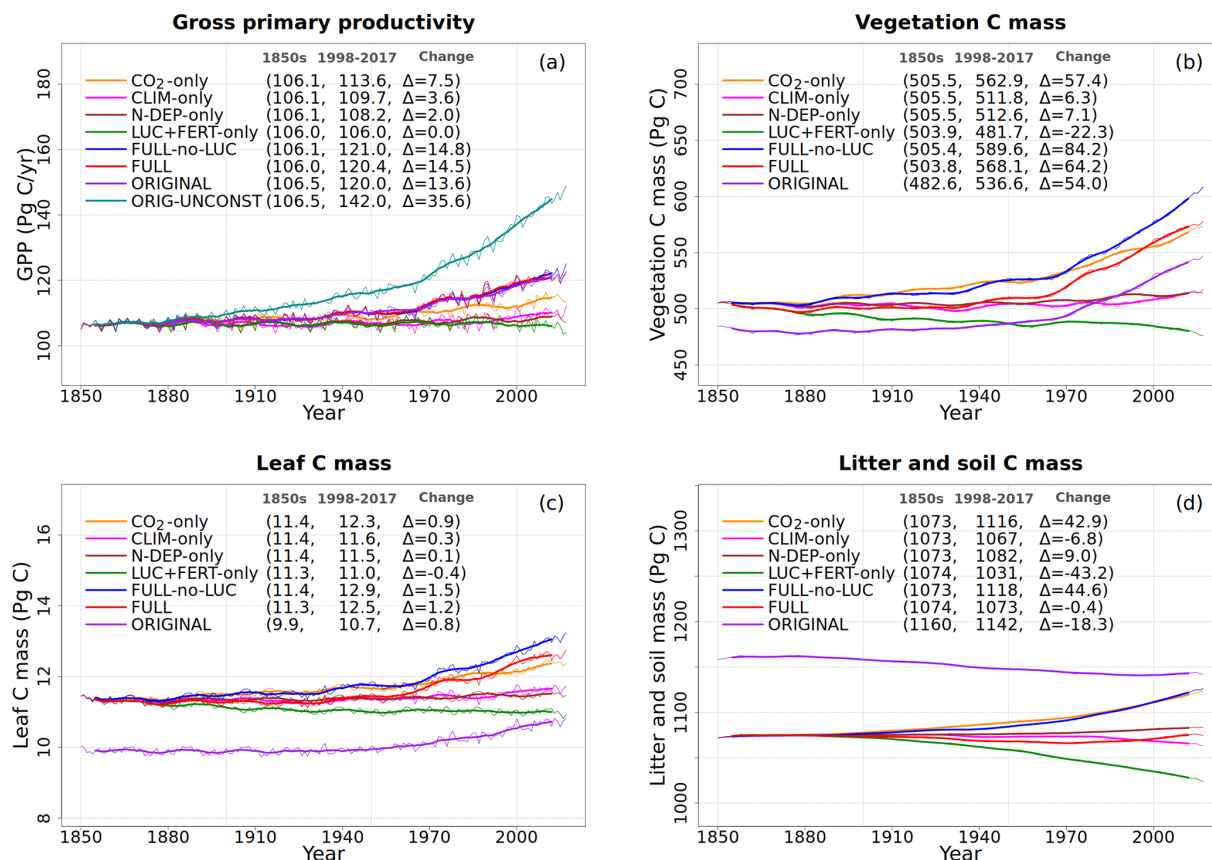 Gross primary productivity
1850s 1998-2017 Change
(a)
CO2-only (106.1, 113.6, Δ=7.5)
CLIM-only (106.1, 109.7, Δ=3.6)
N-DEP-only (106.1, 108.2, Δ=2.0)
LUC+FERT-only (106.0, 106.0, Δ=0.0)
FULL-no-LUC (106.1, 121.0, Δ=14.8)
FULL (106.0, 120.4, Δ=14.5)
ORIGINAL (106.5, 120.0, Δ=13.6)
ORIG-UNCONST (106.5, 142.0, Δ=35.6)
GPP (Pg C/yr)
180
160
140
120
100
1850 1880 1910 1940 1970 2000
Year
Vegetation C mass
1850s 1998-2017 Change
(b)
CO2-only (505.5, 562.9, Δ=57.4)
CLIM-only (505.5, 511.8, Δ=6.3)
N-DEP-only (505.5, 512.6, Δ=7.1)
LUC+FERT-only (503.9, 481.7, Δ=-22.3)
FULL-no-LUC (505.4, 589.6, Δ=84.2)
FULL (503.8, 568.1, Δ=64.2)
ORIGINAL (482.6, 536.6, Δ=54.0)
Vegetation C mass (Pg C)
700
650
600
550
500
450
1850 1880 1910 1940 1970 2000
Year
Leaf C mass
1850s 1998-2017 Change
(c)
CO2-only (11.4, 12.3, Δ=0.9)
CLIM-only (11.4, 11.6, Δ=0.3)
N-DEP-only (11.4, 11.5, Δ=0.1)
LUC+FERT-only (11.3, 11.0, Δ=-0.4)
FULL-no-LUC (11.4, 12.9, Δ=1.5)
FULL (11.3, 12.5, Δ=1.2)
ORIGINAL (9.9, 10.7, Δ=0.8)
Leaf C mass (Pg C)
16
14
12
10
8
1850 1880 1910 1940 1970 2000
Year
Litter and soil C mass
1850s 1998-2017 Change
(d)
CO2-only (1073, 1116, Δ=42.9)
CLIM-only (1073, 1067, Δ=-6.8)
N-DEP-only (1073, 1082, Δ=9.0)
LUC+FERT-only (1074, 1031, Δ=-43.2)
FULL-no-LUC (1073, 1118, Δ=44.6)
FULL (1074, 1073, Δ=-0.4)
ORIGINAL (1160, 1142, Δ=-18.3)
Litter and soil mass (Pg C)
1300
1200
1100
1000
1850 1880 1910 1940 1970 2000
Year